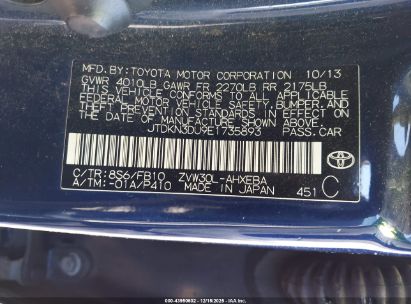 MFD.BY: TOYOTA MOTOR CORPORATION 10/13
GVWR 4010LB GAWR FR 2270LB RR 2175LB
THIS VEHICLE CONFORMS TO ALL APPLICABLE
FEDERAL MOTOR VEHICLE SAFETY, BUMPER, AND
THEFT PREVENTION STANDARDS IN EFFECT ON THE
DATE OF MANUFACTURE SHOWN ABOVE.
JTDKN3DU9E1735893 PASS.CAR
C/TR: 8S6/FB10 ZVW30L-AHXEBA
A/TM: -01A/P410 MADE IN JAPAN 451 C
TOYOTA